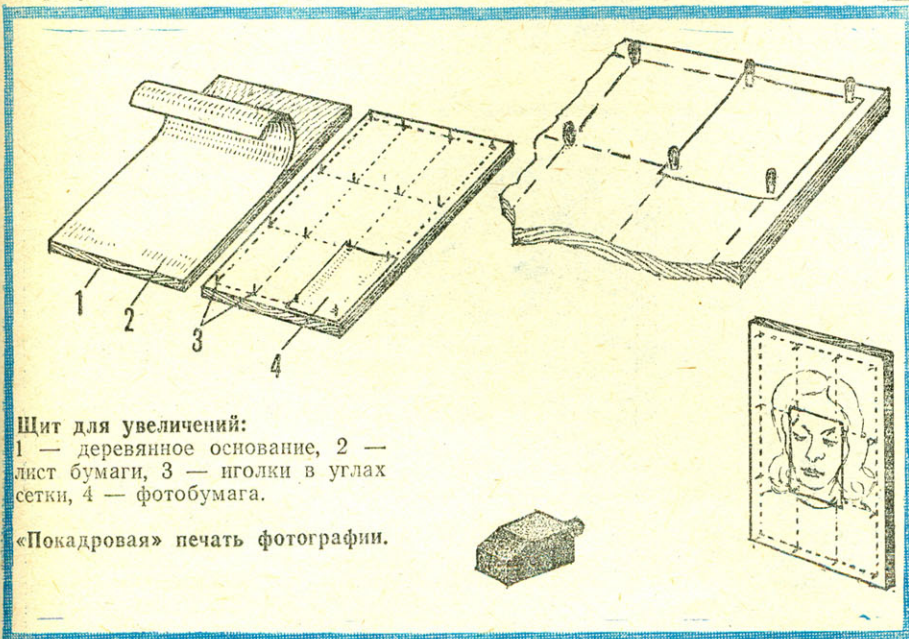 1
2
3
4
Щит для увеличений:
1 — деревянное основание, 2 —
лист бумаги, 3 — иголки в углах
сетки, 4 — фотобумага.
«Покадровая» печать фотографии.